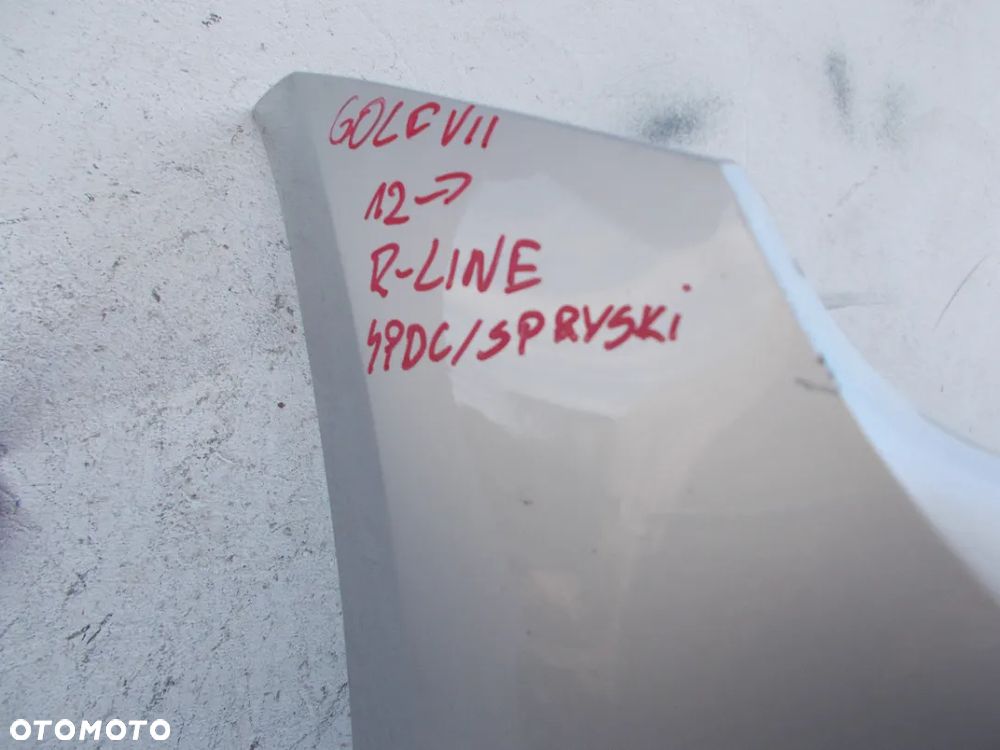 GOLF VII
12→
R-LINE
4PDC/SPRYSKi
OTOMOTO